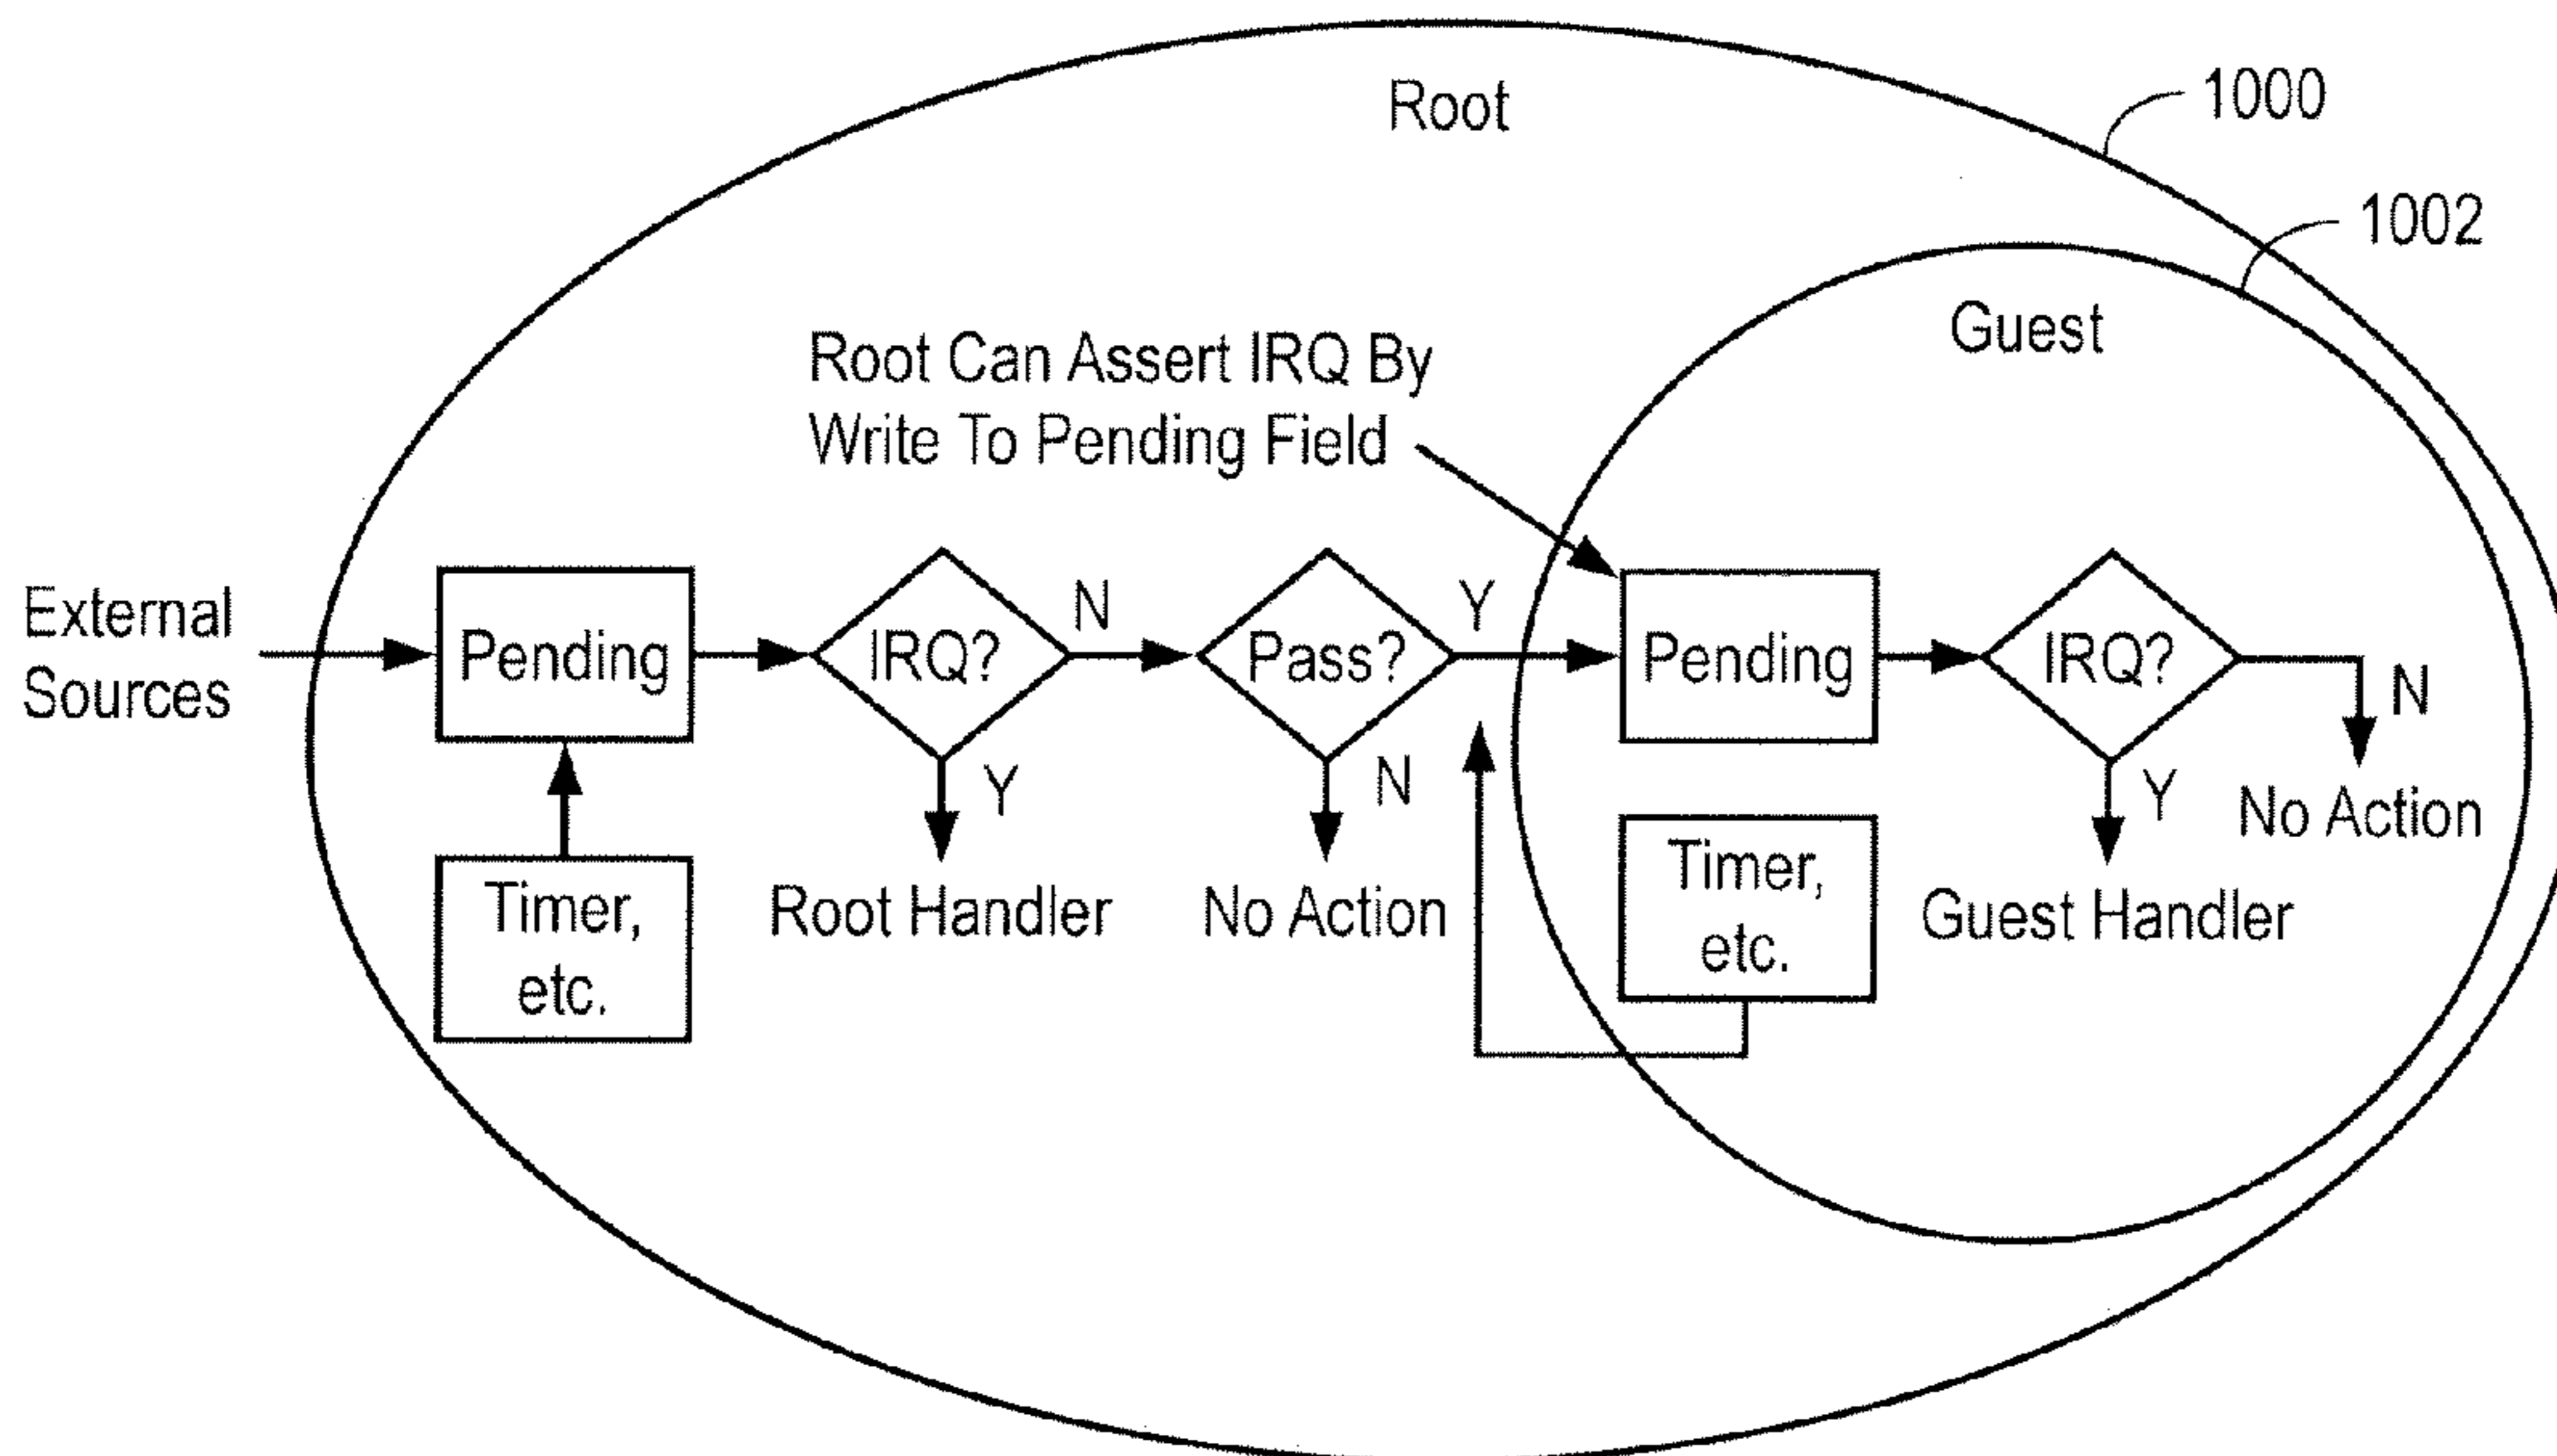 Root
1000
1002
Guest
Root Can Assert IRQ By
Write To Pending Field
External
Sources
Pending
IRQ?
N
Pass?
Y
Pending
IRQ?
N
Y
N
Y
No Action
Timer,
etc.
Root Handler
No Action
Timer,
etc.
Guest Handler